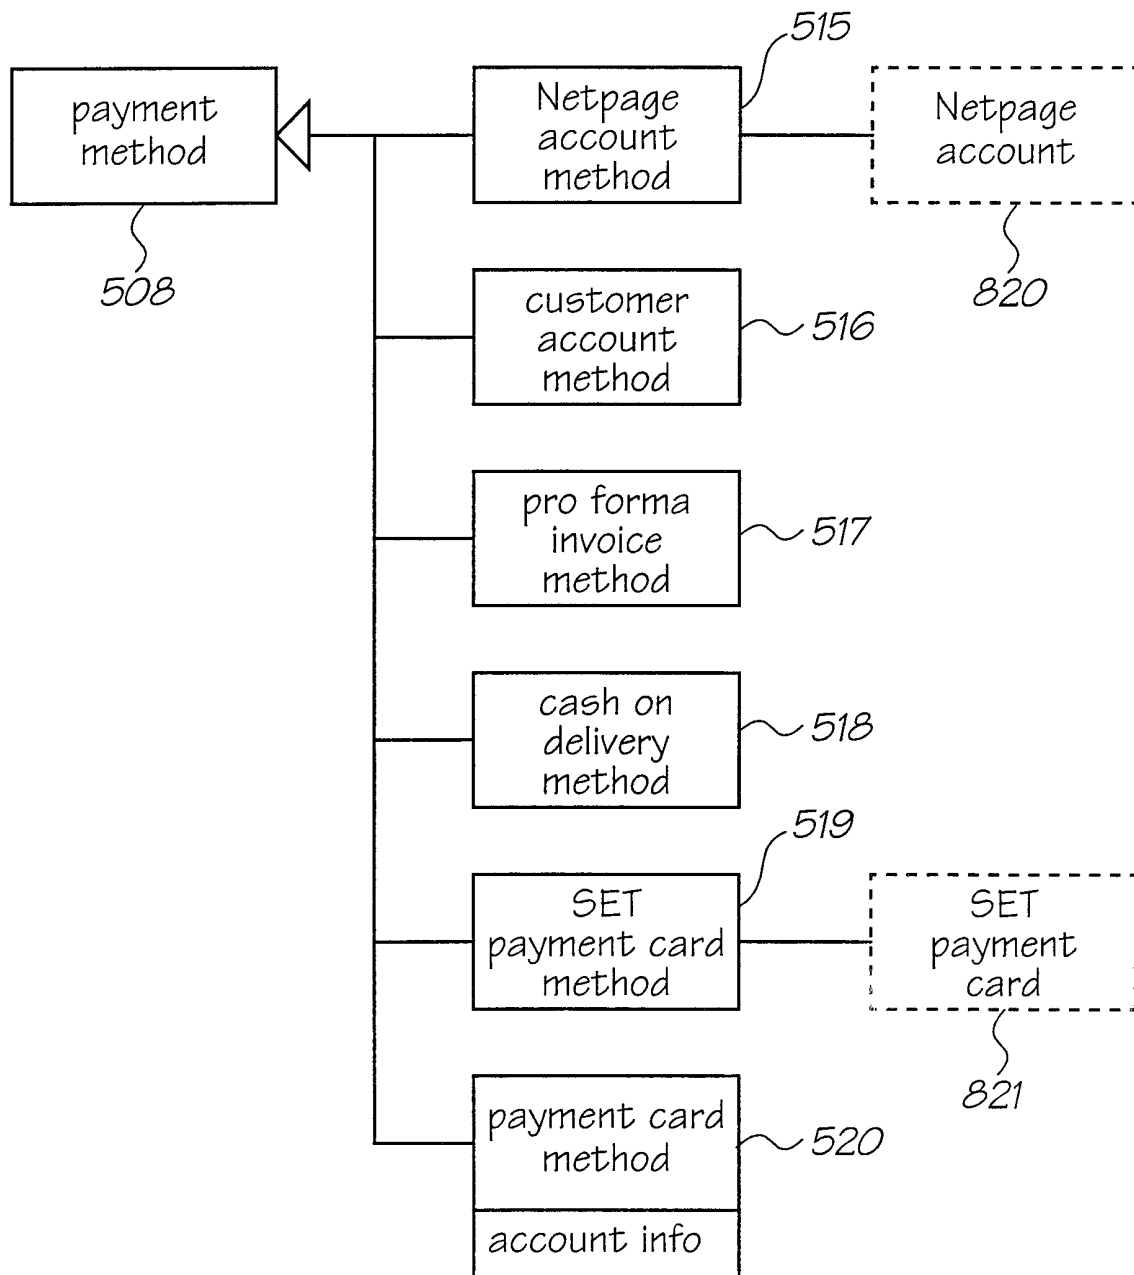 515
payment
method
Netpage
account
method
Netpage
account
508
820
customer
account
method
516
pro forma
invoice
method
517
cash on
delivery
method
518
519
SET
payment card
method
SET
payment
card
821
payment card
method
520
account info